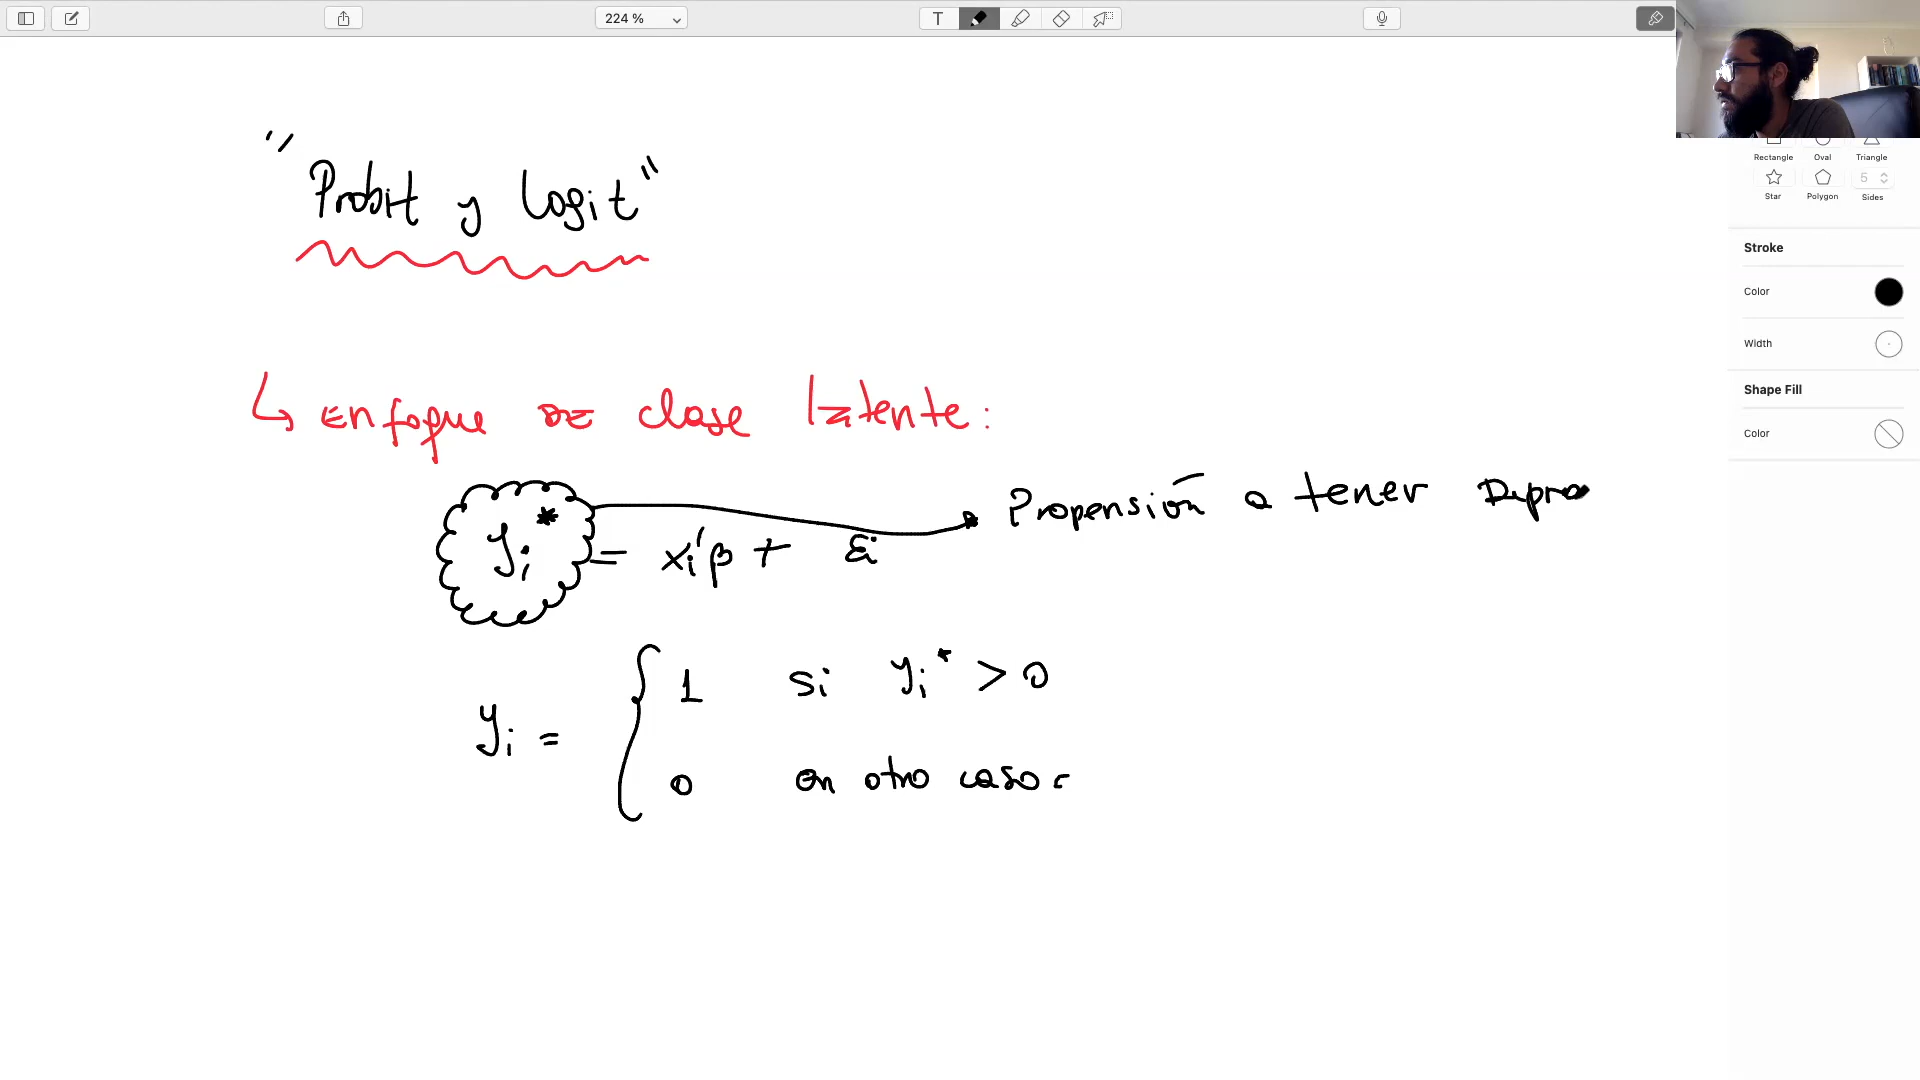 224 %
T
"Probit y Logit"
Rectangle Oval Triangle
5
Star Polygon Sides
Stroke
Color
Width
Shape Fill
Color
↳ Enfoque DE clase latente:
Propensión a tener Depre
yi* = xi'β + εi
yi = { 1 si yi* > 0
0 en otro caso